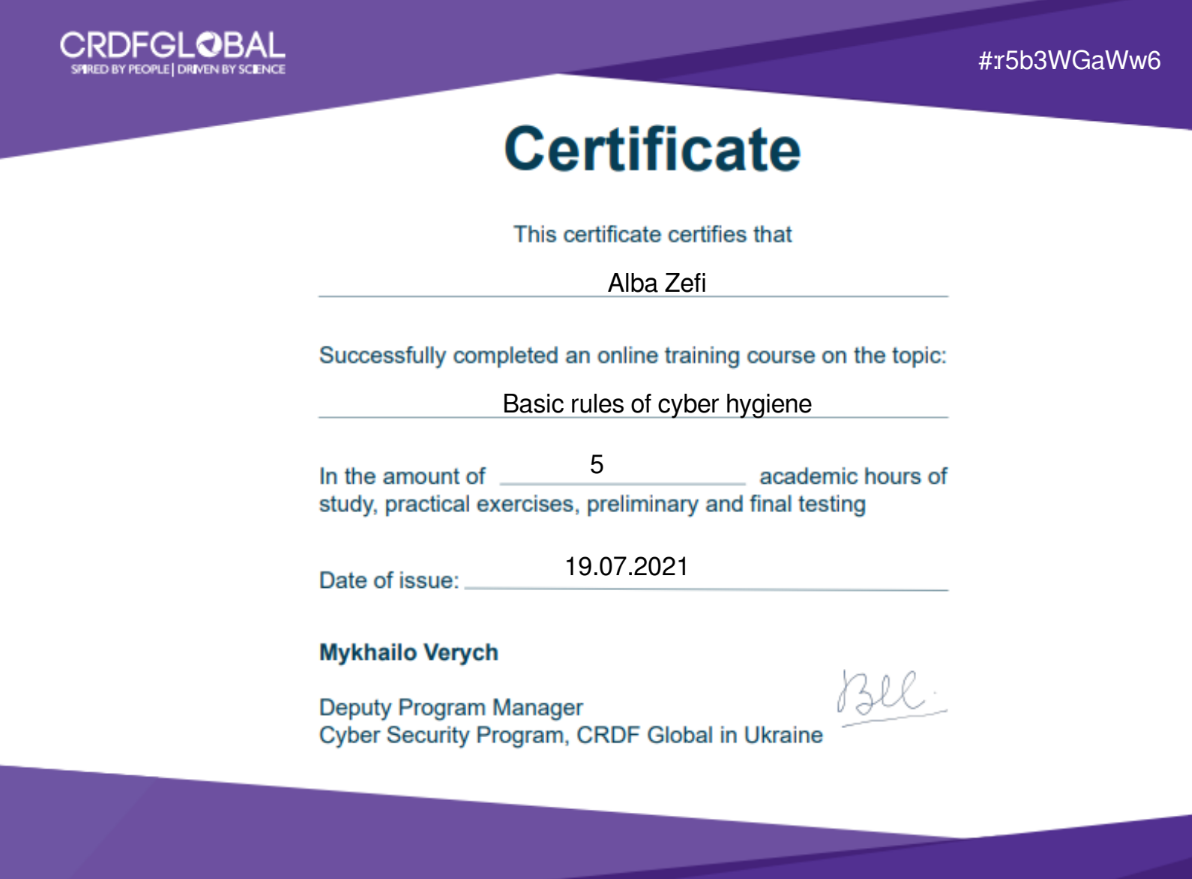 CRDFGLOBAL
SPIRED BY PEOPLE | DRIVEN BY SCIENCE
#:r5b3WGaWw6
Certificate
This certificate certifies that
Alba Zefi
Successfully completed an online training course on the topic:
Basic rules of cyber hygiene
In the amount of 5 academic hours of
study, practical exercises, preliminary and final testing
Date of issue: 19.07.2021
Mykhailo Verych
Deputy Program Manager
Cyber Security Program, CRDF Global in Ukraine